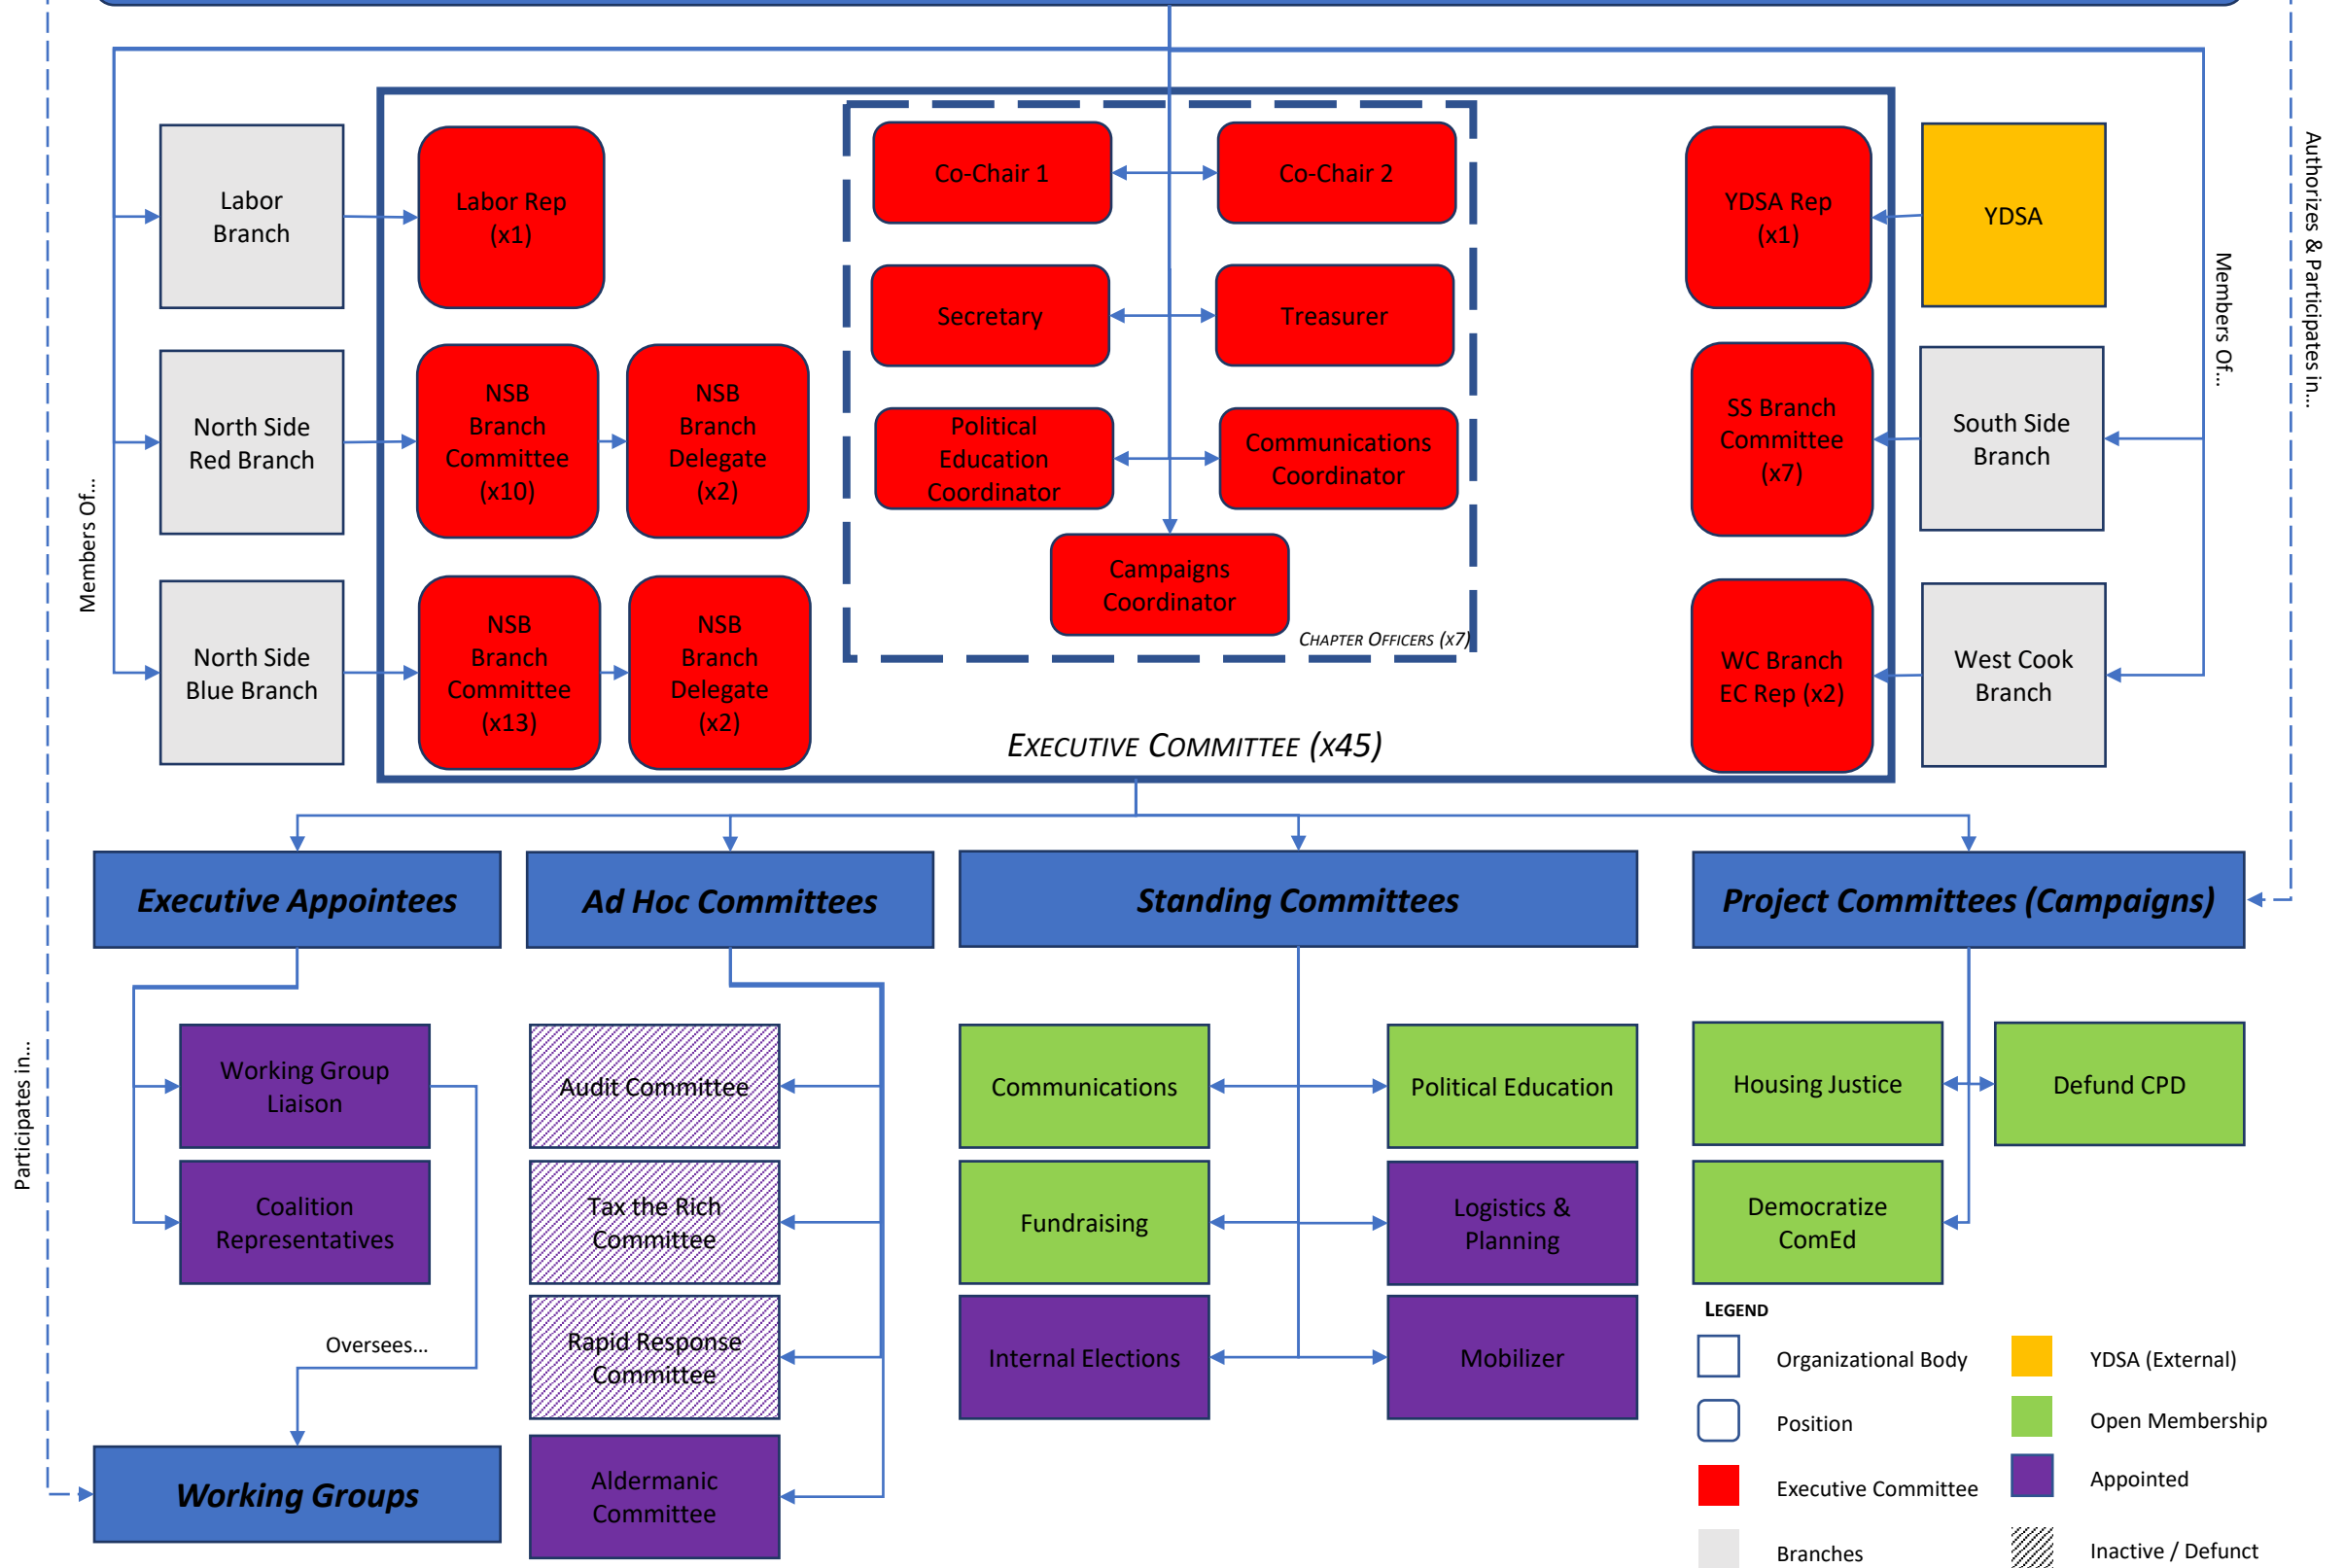 Labor
Branch
Labor Rep
(x1)
Co-Chair 1
Co-Chair 2
YDSA Rep
(x1)
YDSA
Authorizes & Participates in...
Secretary
Treasurer
Members Of...
North Side
Red Branch
NSB
Branch
Committee
(x10)
NSB
Branch
Delegate
(x2)
Political
Education
Coordinator
Communications
Coordinator
SS Branch
Committee
(x7)
South Side
Branch
Members Of...
Campaigns
Coordinator
CHAPTER OFFICERS (X7)
North Side
Blue Branch
NSB
Branch
Committee
(x13)
NSB
Branch
Delegate
(x2)
WC Branch
EC Rep (x2)
West Cook
Branch
EXECUTIVE COMMITTEE (X45)
Executive Appointees
Ad Hoc Committees
Standing Committees
Project Committees (Campaigns)
Participates in...
Working Group
Liaison
Audit Committee
Communications
Political Education
Housing Justice
Defund CPD
Coalition
Representatives
Tax the Rich
Committee
Fundraising
Logistics &
Planning
Democratize
ComEd
Oversees...
Rapid Response
Committee
Internal Elections
Mobilizer
Working Groups
Aldermanic
Committee
LEGEND
Organizational Body
YDSA (External)
Position
Open Membership
Executive Committee
Appointed
Branches
Inactive / Defunct